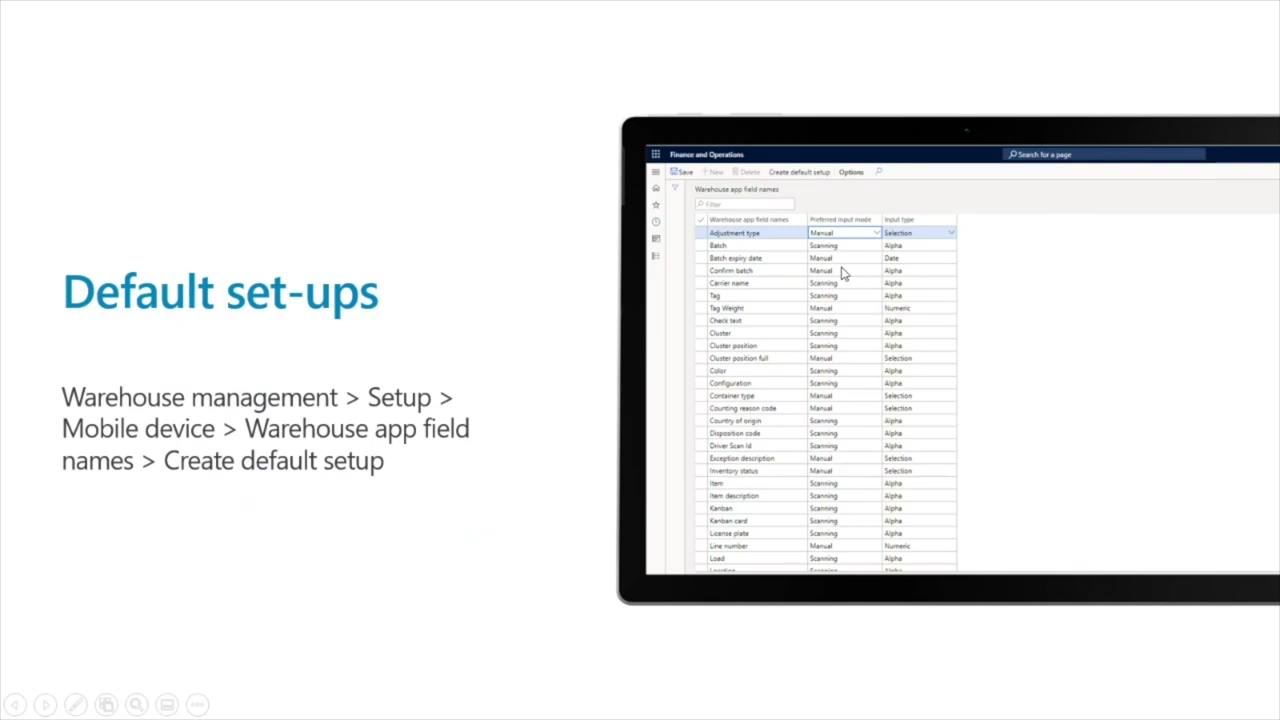 Default set-ups
Warehouse management > Setup >
Mobile device > Warehouse app field
names > Create default setup
Finance and Operations
Search for a page
Save New Delete Create default setup Options
Warehouse app field names
Filter
Warehouse app field names Preferred input mode Input type
Adjustment type Manual Selection
Batch Scanning Alpha
Batch expiry date Manual Date
Confirm batch Manual Alpha
Carrier name Scanning Alpha
Tag Scanning Alpha
Tag Weight Manual Numeric
Check text Scanning Alpha
Cluster Scanning Alpha
Cluster position Scanning Alpha
Cluster position full Manual Selection
Color Scanning Alpha
Configuration Scanning Alpha
Container type Manual Selection
Counting reason code Manual Selection
Country of origin Scanning Alpha
Disposition code Scanning Alpha
Driver Scan Id Scanning Alpha
Exception description Manual Selection
Inventory status Manual Selection
Item Scanning Alpha
Item description Scanning Alpha
Kanban Scanning Alpha
Kanban card Scanning Alpha
License plate Scanning Alpha
Line number Manual Numeric
Load Scanning Alpha
Location Scanning Alpha